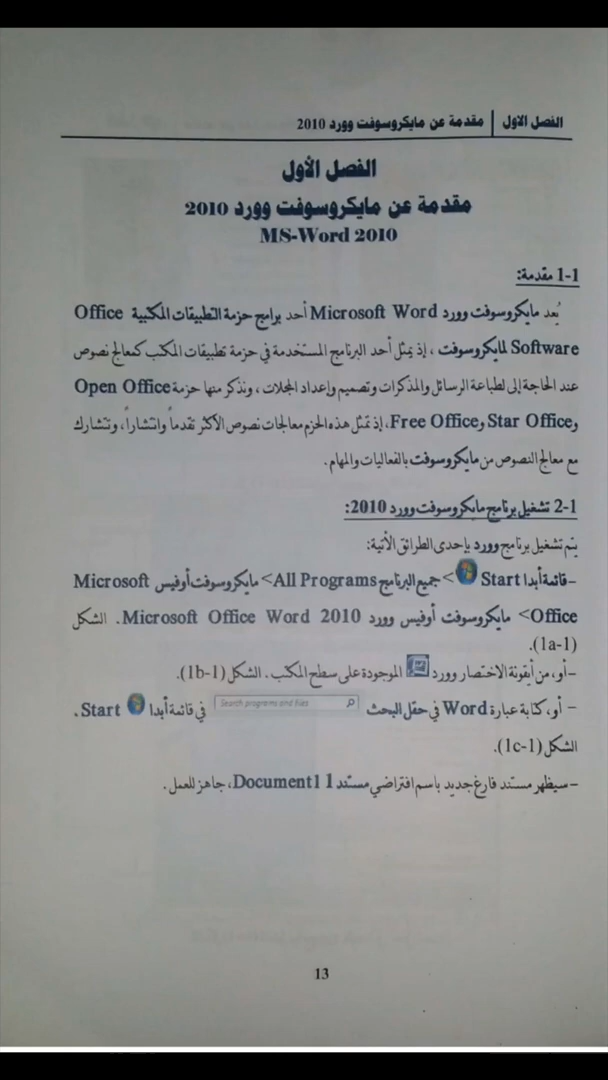 الفصل الاول | مقدمة عن مايكروسوفت وورد 2010
الفصل الأول
مقدمة عن مايكروسوفت وورد 2010
MS-Word 2010
1-1 مقدمة:
يُعد مايكروسوفت وورد Microsoft Word أحد برامج حزمة التطبيقات المكتبية Office
Software لمايكروسوفت ، إذ يمثل أحد البرنامج المستخدمة في حزمة تطبيقات المكتب كمعالج نصوص
عند الحاجة إلى لطباعة الرسائل والمذكرات وتصميم وإعداد المجلات ، ونذكر منها حزمة Open Office
و Star Office و Free Office، إذ تمثل هذه الحزم معالجات نصوص الأكثر تقدماً وانتشاراً، وتتشارك
مع معالج النصوص من مايكروسوفت بالفعاليات والمهام.
2-1 تشغيل برنامج مايكروسوفت وورد 2010:
يتم تشغيل برنامج وورد بإحدى الطرائق الأتية:
- قائمة أبدا Start > جميع البرنامج All Programs> مايكروسوفت أوفيس Microsoft
Office> مايكروسوفت أوفيس وورد Microsoft Office Word 2010. الشكل
(1a-1).
- أو، من أيقونة الاختصار وورد الموجودة على سطح المكتب. الشكل (1b-1).
- أو، كتابة عبارة Word في حقل البحث Search programs and files في قائمة أبدا Start .
الشكل (1c-1).
- سيظهر مستند فارغ جديد باسم افتراضي مستند 1 Document1، جاهز للعمل.
13